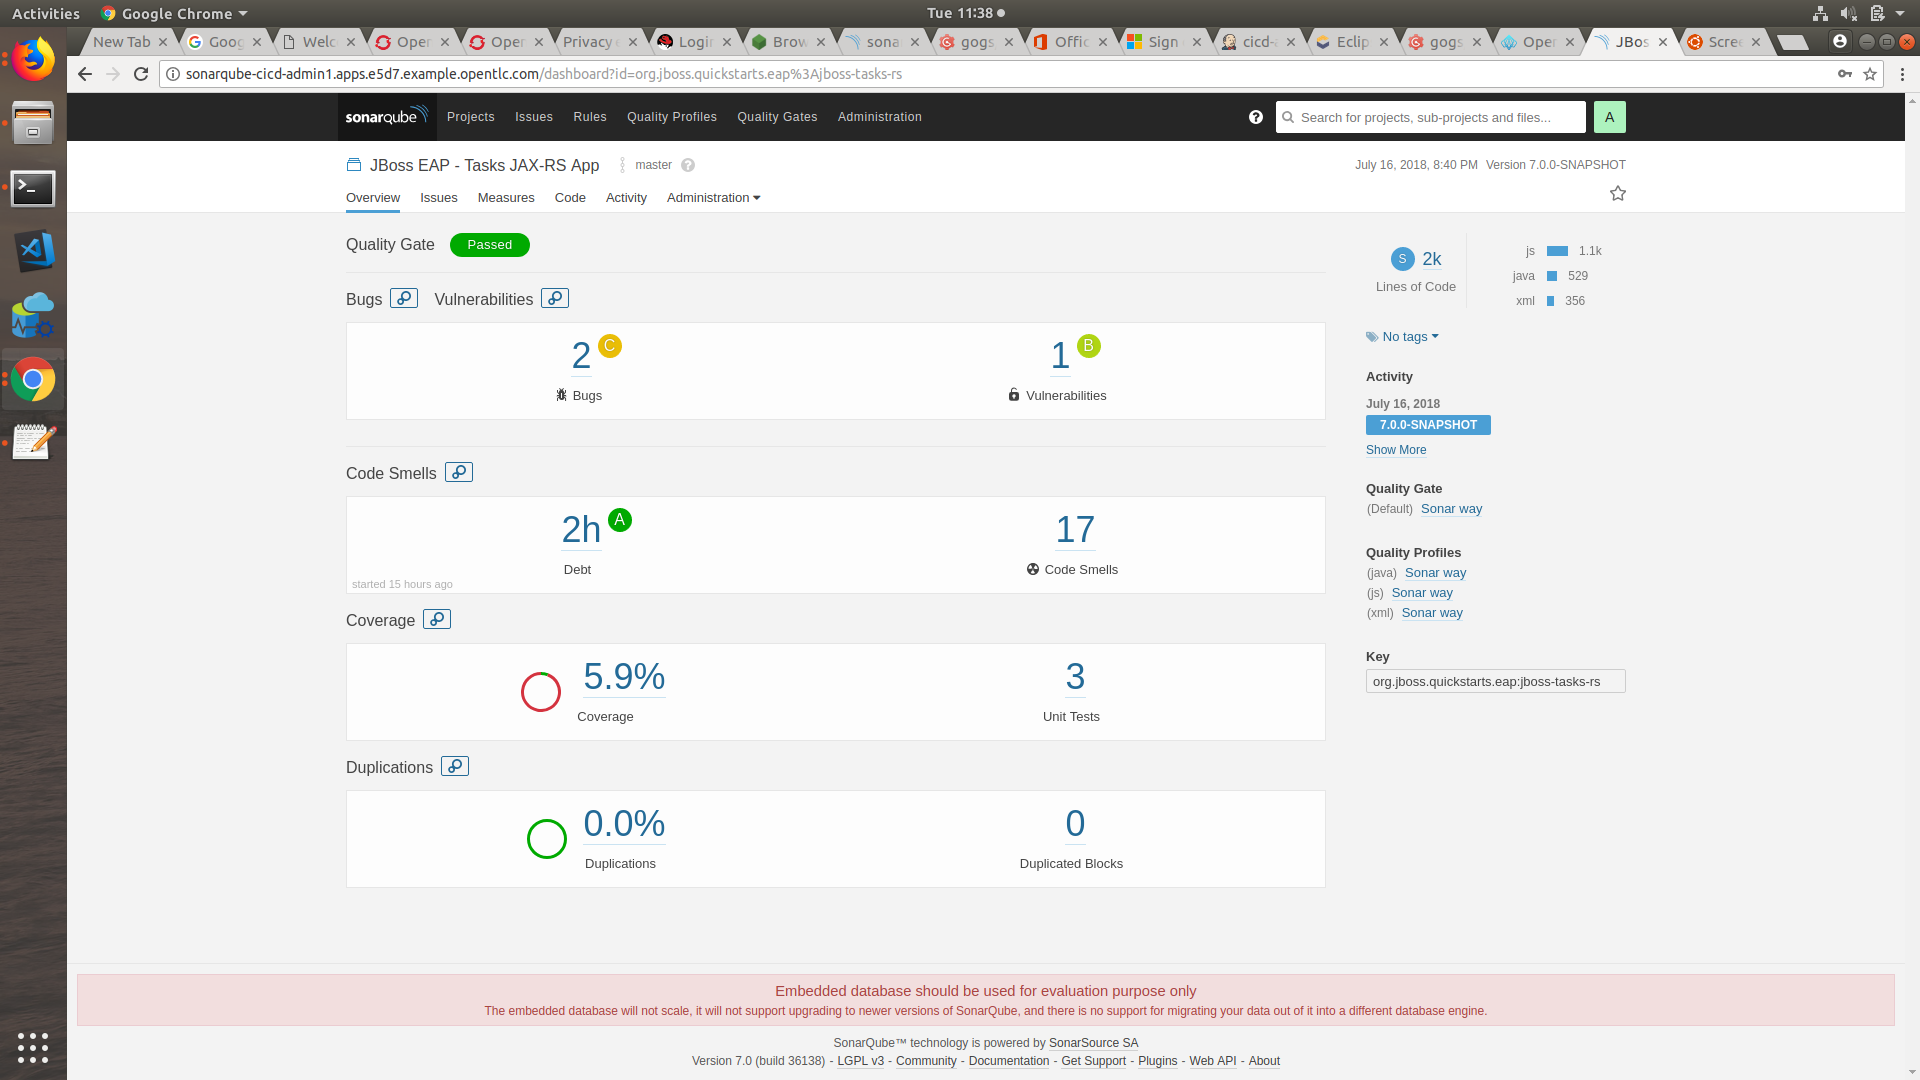 Activities Google Chrome Tue 11:38
New Tab Goog Welc Oper Oper Privacy Login Brow sona gogs Offic Sign cicd-a Eclip gogs Oper JBos Scre
sonarqube-cicd-admin1.apps.e5d7.example.opentlc.com/dashboard?id=org.jboss.quickstarts.eap%3Ajboss-tasks-rs
sonarqube Projects Issues Rules Quality Profiles Quality Gates Administration Search for projects, sub-projects and files... A
JBoss EAP - Tasks JAX-RS App master July 16, 2018, 8:40 PM Version 7.0.0-SNAPSHOT
Overview Issues Measures Code Activity Administration
Quality Gate Passed
Bugs Vulnerabilities
2 C 1 B
Bugs Vulnerabilities
Code Smells
2h A 17
Debt Code Smells
started 15 hours ago
Coverage
5.9% 3
Coverage Unit Tests
Duplications
0.0% 0
Duplications Duplicated Blocks
S 2k
Lines of Code
js 1.1k
java 529
xml 356
No tags
Activity
July 16, 2018
7.0.0-SNAPSHOT
Show More
Quality Gate
(Default) Sonar way
Quality Profiles
(java) Sonar way
(js) Sonar way
(xml) Sonar way
Key
org.jboss.quickstarts.eap:jboss-tasks-rs
Embedded database should be used for evaluation purpose only
The embedded database will not scale, it will not support upgrading to newer versions of SonarQube, and there is no support for migrating your data out of it into a different database engine.
SonarQube™ technology is powered by SonarSource SA
Version 7.0 (build 36138) - LGPL v3 - Community - Documentation - Get Support - Plugins - Web API - About